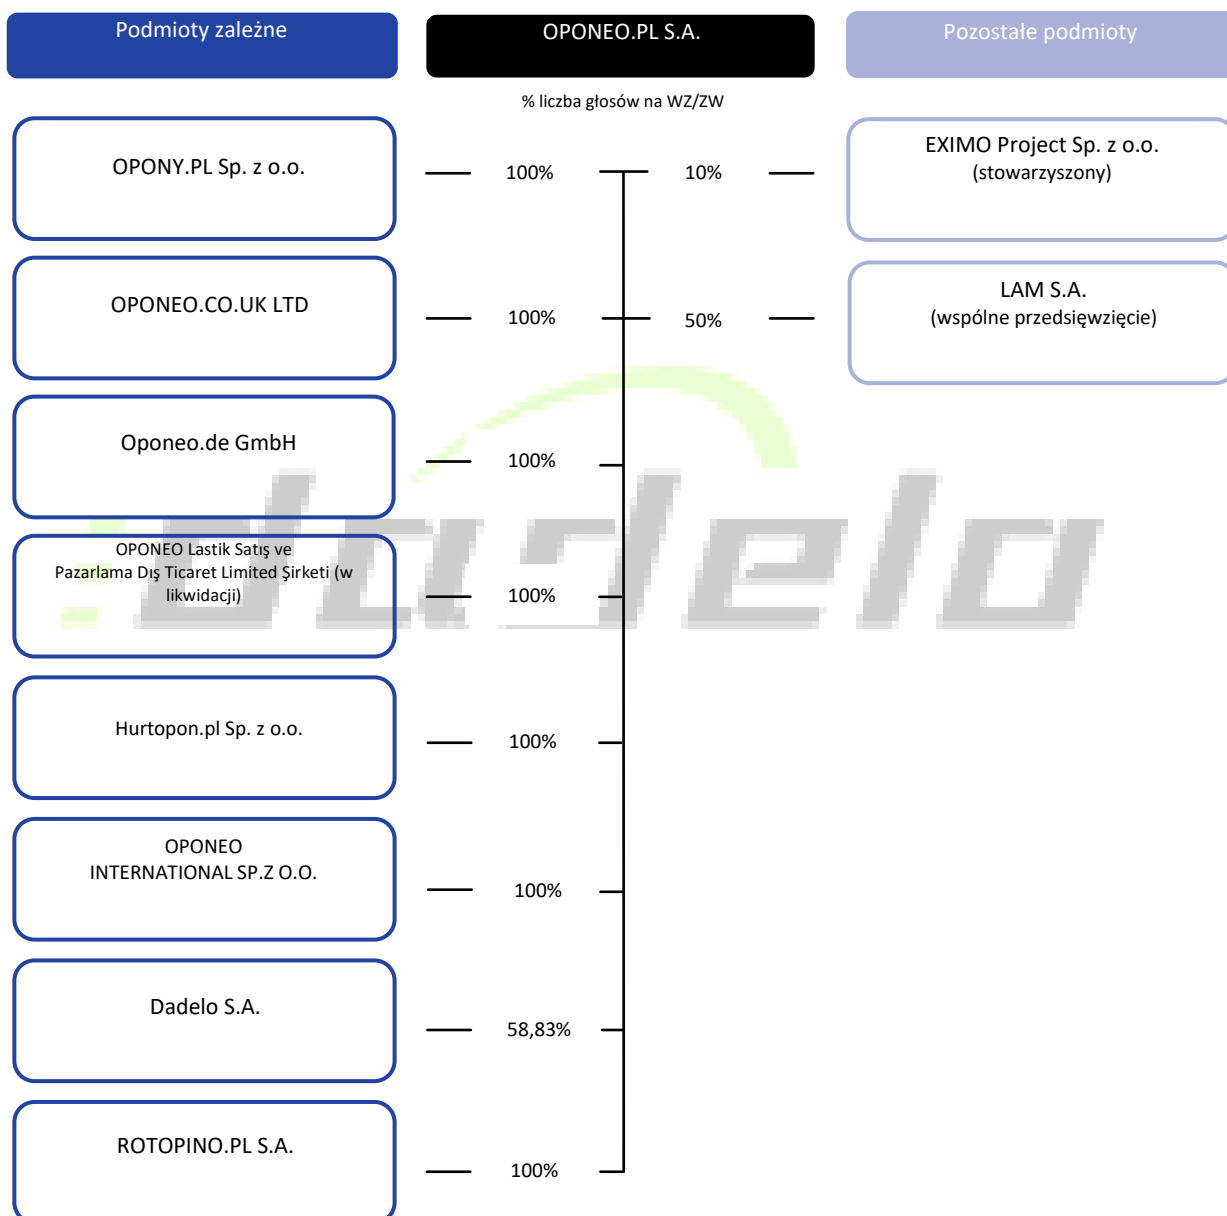 Podmioty zależne
OPONEO.PL S.A.
Pozostałe podmioty
% liczba głosów na WZ/ZW
OPONY.PL Sp. z o.o.
100%
10%
EXIMO Project Sp. z o.o.
(stowarzyszony)
OPONEO.CO.UK LTD
100%
50%
LAM S.A.
(wspólne przedsięwzięcie)
Oponeo.de GmbH
100%
dadelo
OPONEO Lastik Satış ve
Pazarlama Dış Ticaret Limited Şirketi (w
likwidacji)
100%
Hurtopon.pl Sp. z o.o.
100%
OPONEO
INTERNATIONAL SP.Z O.O.
100%
Dadelo S.A.
58,83%
ROTOPINO.PL S.A.
100%